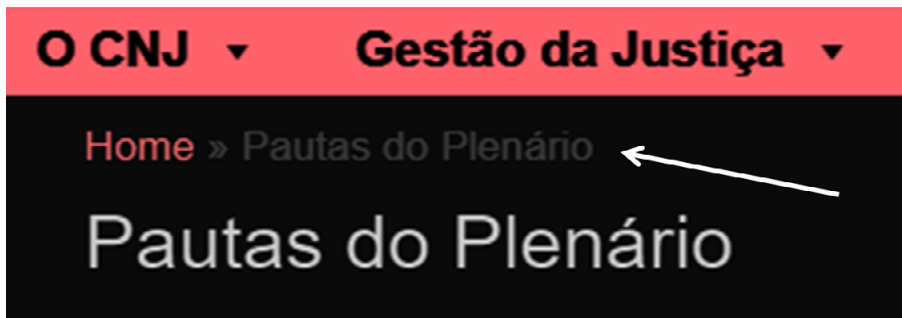 O CNJ ▼ Gestão da Justiça ▼
Home » Pautas do Plenário
Pautas do Plenário